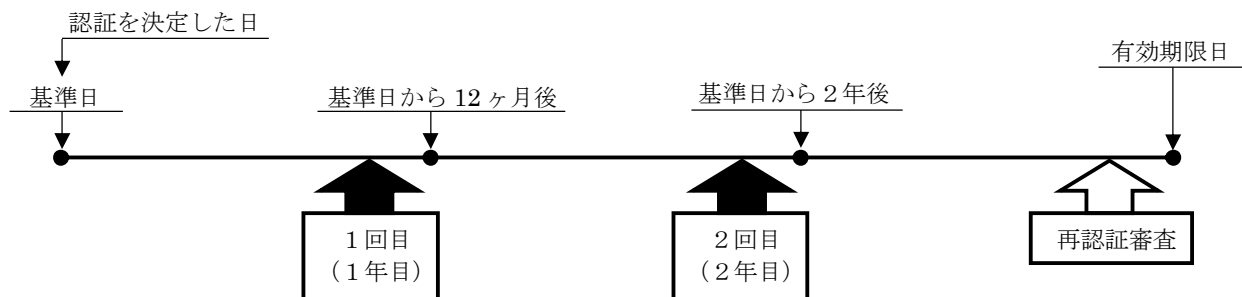 認証を決定した日
有効期限日
基準日
基準日から 12 ヶ月後
基準日から２年後
１回目
（１年目）
２回目
（２年目）
再認証審査